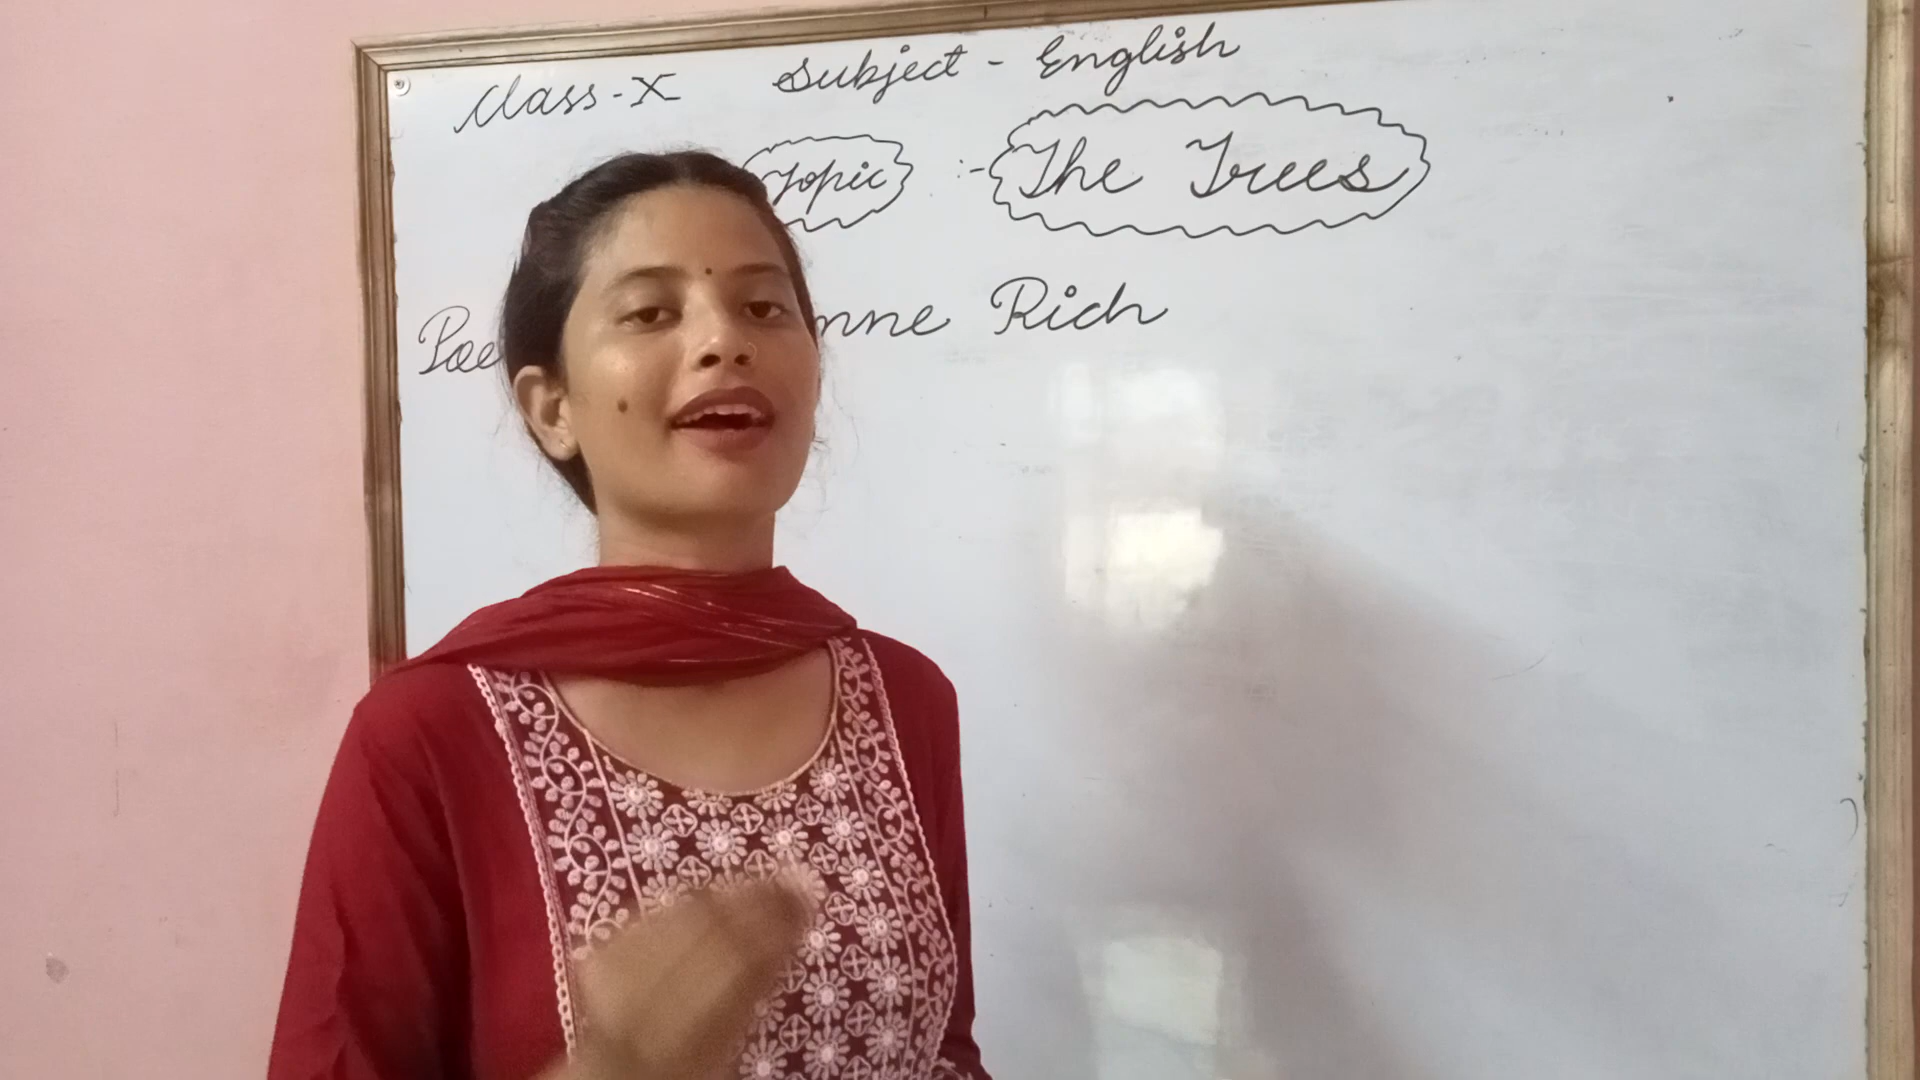 Class-X Subject - English
Topic :- The Trees
Rich